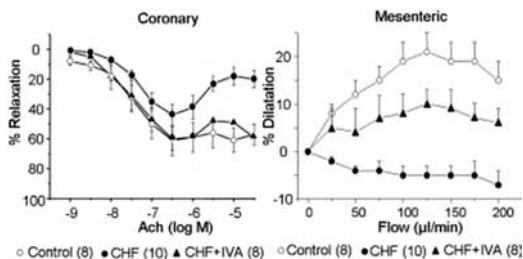 Coronary
% Relaxation
0
20
40
60
80
100
-9 -8 -7 -6 -5
Ach (log M)
Mesenteric
% Dilatation
20
10
0
-10
0 50 100 150 200
Flow (µl/min)
○ Control (8) ● CHF (10) ▲ CHF+IVA (8) ○ Control (8) ● CHF (10) ▲ CHF+IVA (8)